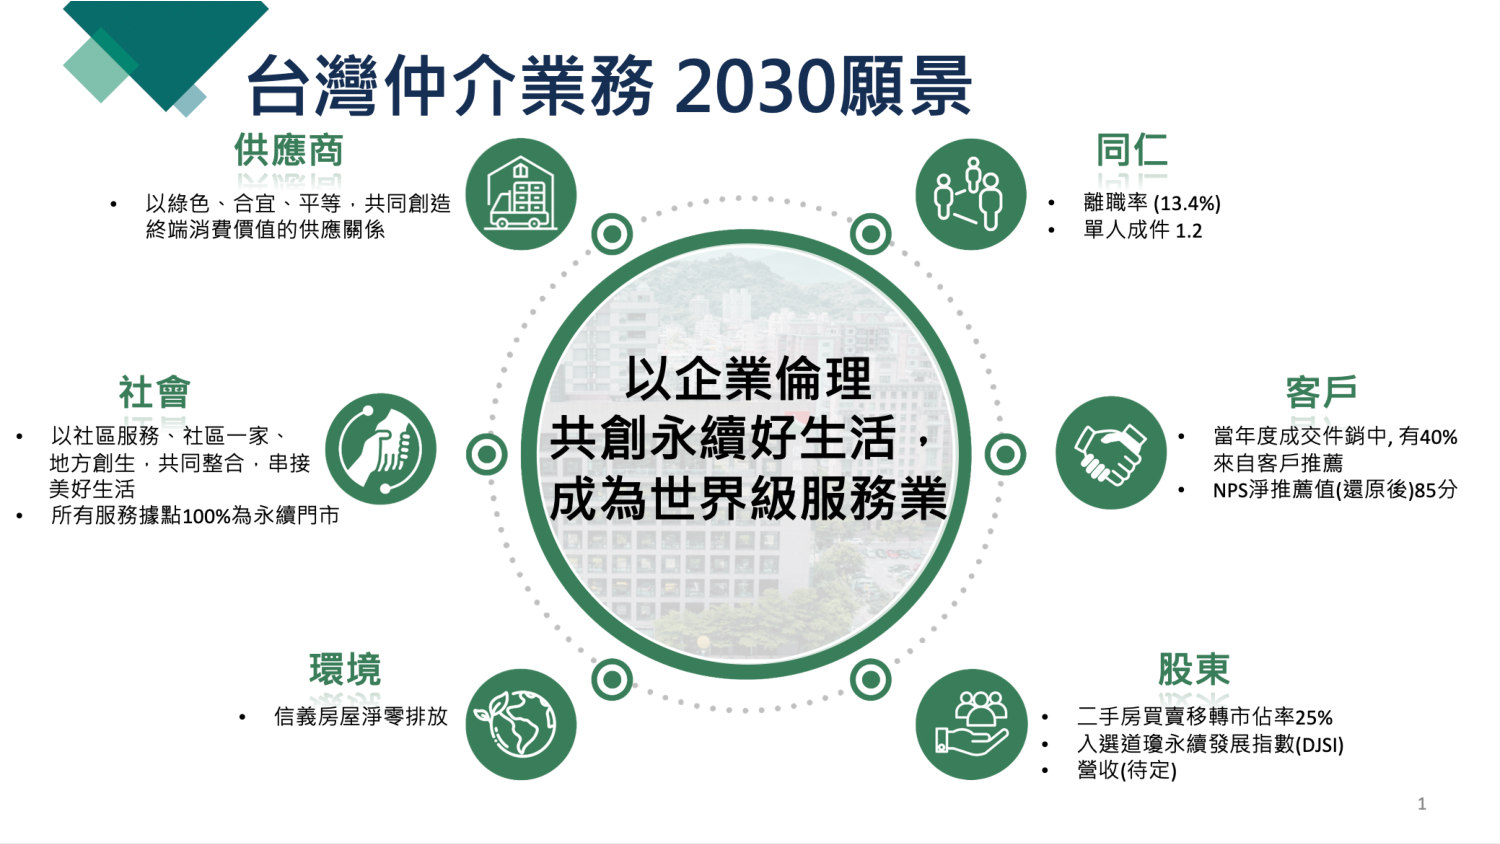 台灣仲介業務 2030願景
供應商
• 以綠色、合宜、平等，共同創造
終端消費價值的供應關係
同仁
• 離職率 (13.4%)
• 單人成件 1.2
社會
• 以社區服務、社區一家、
地方創生，共同整合，串接
美好生活
• 所有服務據點100%為永續門市
以企業倫理
共創永續好生活，
成為世界級服務業
客戶
• 當年度成交件銷中, 有40%
來自客戶推薦
• NPS淨推薦值(還原後)85分
環境
• 信義房屋淨零排放
股東
• 二手房買賣移轉市佔率25%
• 入選道瓊永續發展指數(DJSI)
• 營收(待定)
1